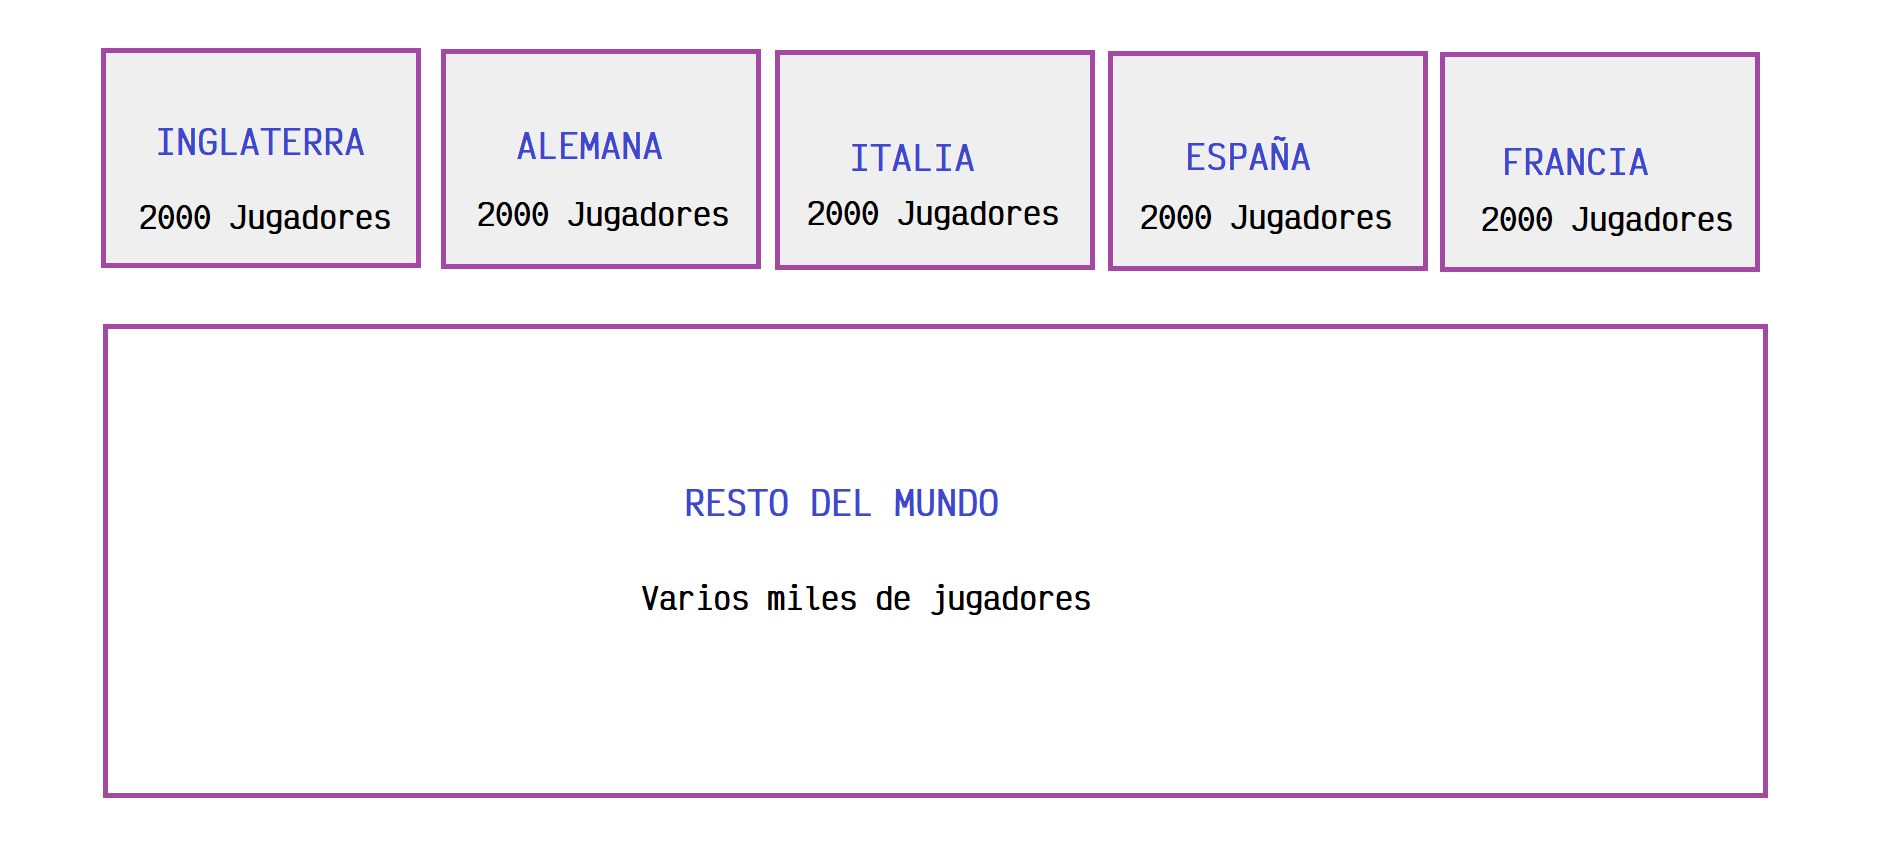 INGLATERRA
2000 Jugadores
ALEMANA
2000 Jugadores
ITALIA
2000 Jugadores
ESPAÑA
2000 Jugadores
FRANCIA
2000 Jugadores
RESTO DEL MUNDO
Varios miles de jugadores